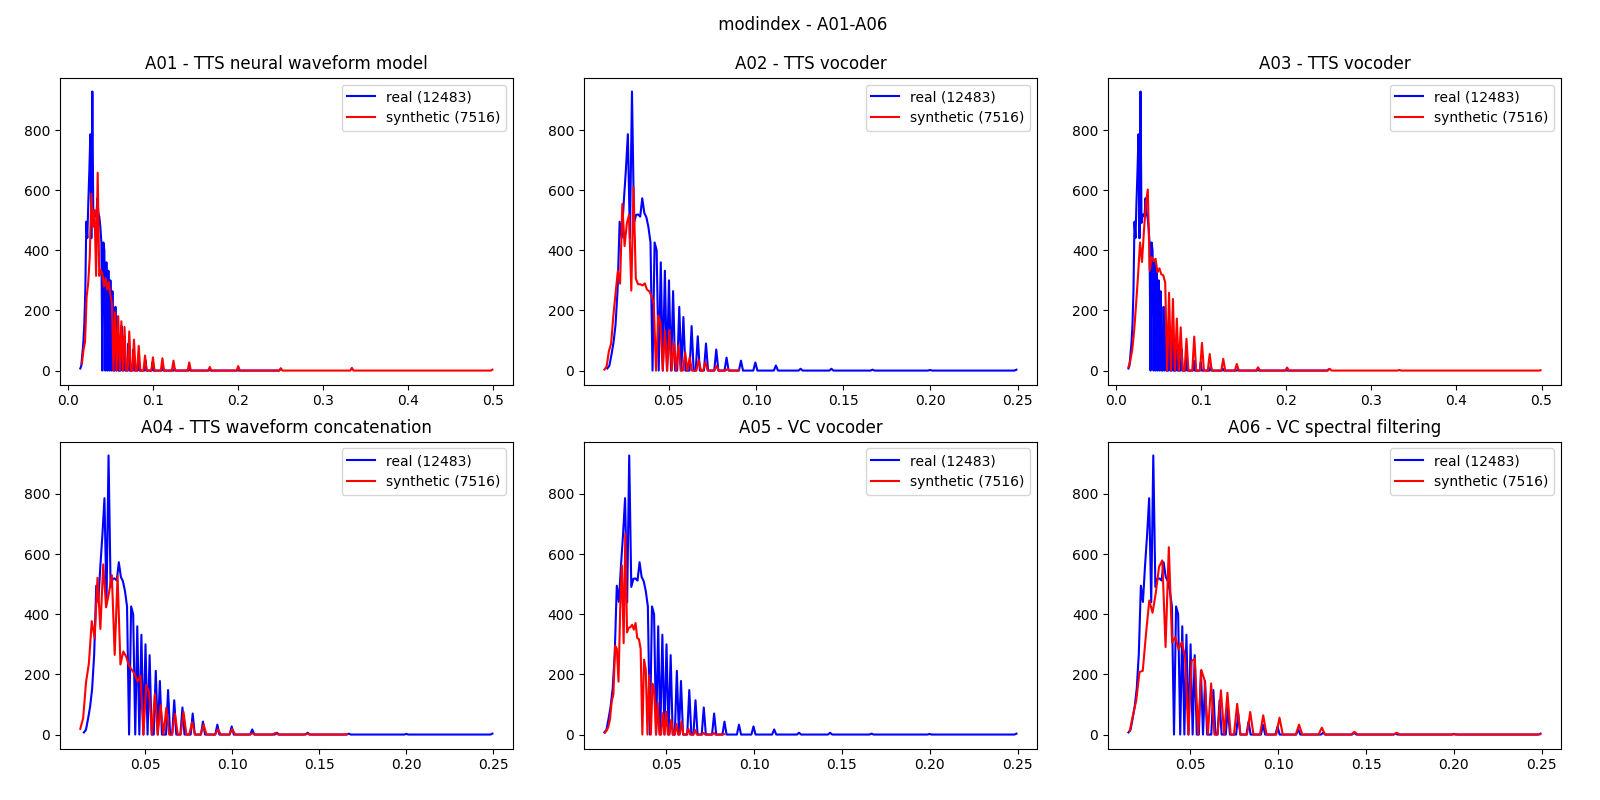 modindex - A01-A06
A01 - TTS neural waveform model
real (12483)
synthetic (7516)
800
600
400
200
0
0.0 0.1 0.2 0.3 0.4 0.5
A02 - TTS vocoder
real (12483)
synthetic (7516)
800
600
400
200
0
0.05 0.10 0.15 0.20 0.25
A03 - TTS vocoder
real (12483)
synthetic (7516)
800
600
400
200
0
0.0 0.1 0.2 0.3 0.4 0.5
A04 - TTS waveform concatenation
real (12483)
synthetic (7516)
800
600
400
200
0
0.05 0.10 0.15 0.20 0.25
A05 - VC vocoder
real (12483)
synthetic (7516)
800
600
400
200
0
0.05 0.10 0.15 0.20 0.25
A06 - VC spectral filtering
real (12483)
synthetic (7516)
800
600
400
200
0
0.05 0.10 0.15 0.20 0.25